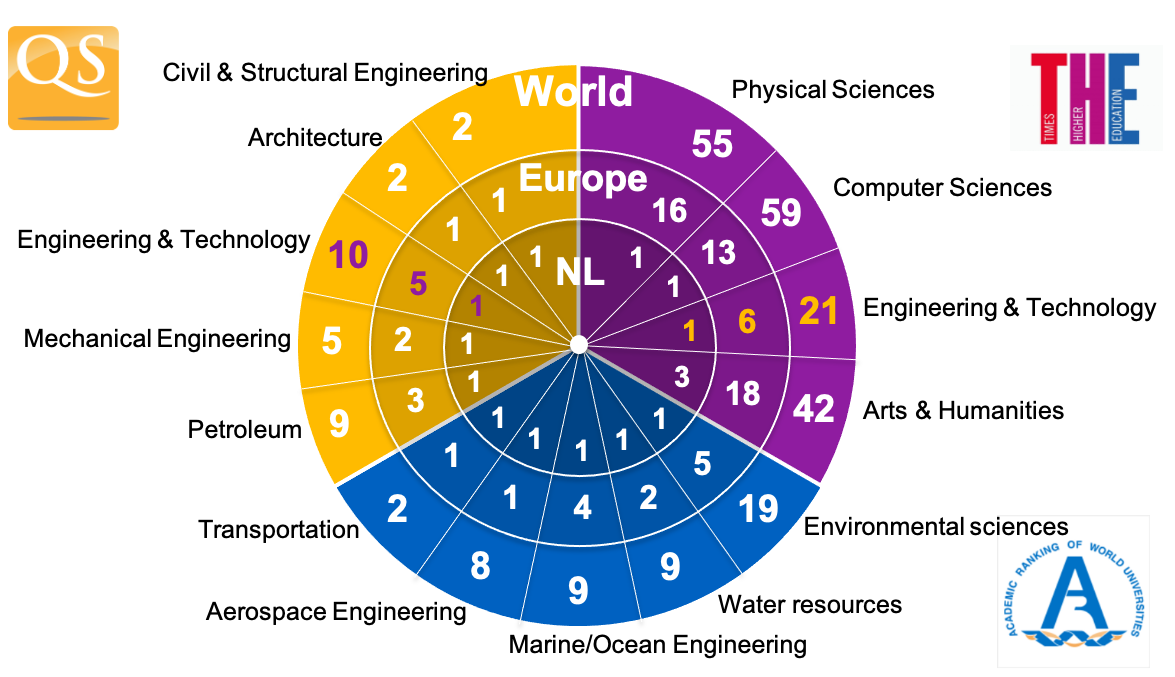 QS
Civil & Structural Engineering
Architecture
Engineering & Technology
Mechanical Engineering
Petroleum
World
Europe
NL
2
2
10
5
9
1
1
5
2
3
1
1
1
1
1
Physical Sciences
Computer Sciences
Engineering & Technology
Arts & Humanities
55
59
21
42
16
13
6
18
1
1
1
3
THE
TIMES
HIGHER
EDUCATION
Transportation
Aerospace Engineering
Marine/Ocean Engineering
Water resources
Environmental sciences
1
1
1
1
1
1
1
4
2
5
2
8
9
9
19
ACADEMIC RANKING OF WORLD UNIVERSITIES